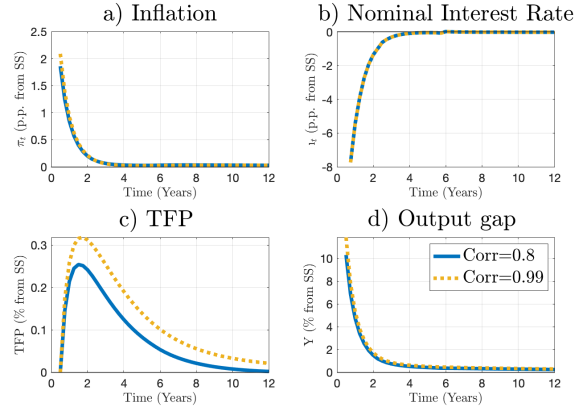 a) Inflation
π_t (p.p. from SS)
2.5
2
1.5
1
0.5
0
0 2 4 6 8 10 12
Time (Years)
b) Nominal Interest Rate
ı_t (p.p. from SS)
0
-2
-4
-6
-8
0 2 4 6 8 10 12
Time (Years)
c) TFP
TFP (% from SS)
0.3
0.2
0.1
0
0 2 4 6 8 10 12
Time (Years)
d) Output gap
Y (% from SS)
10
8
6
4
2
0
0 2 4 6 8 10 12
Time (Years)
Corr=0.8
Corr=0.99